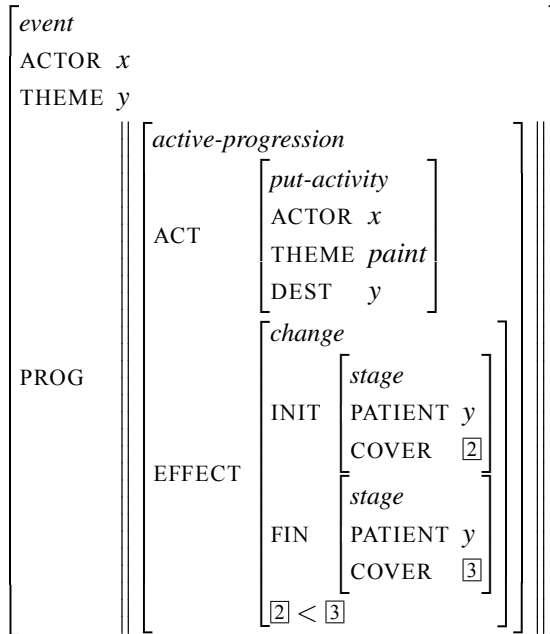 event
ACTOR x
THEME y
active-progression
put-activity
ACTOR x
ACT
THEME paint
DEST y
change
stage
PROG
INIT PATIENT y
COVER 2
EFFECT
stage
FIN PATIENT y
COVER 3
2 < 3